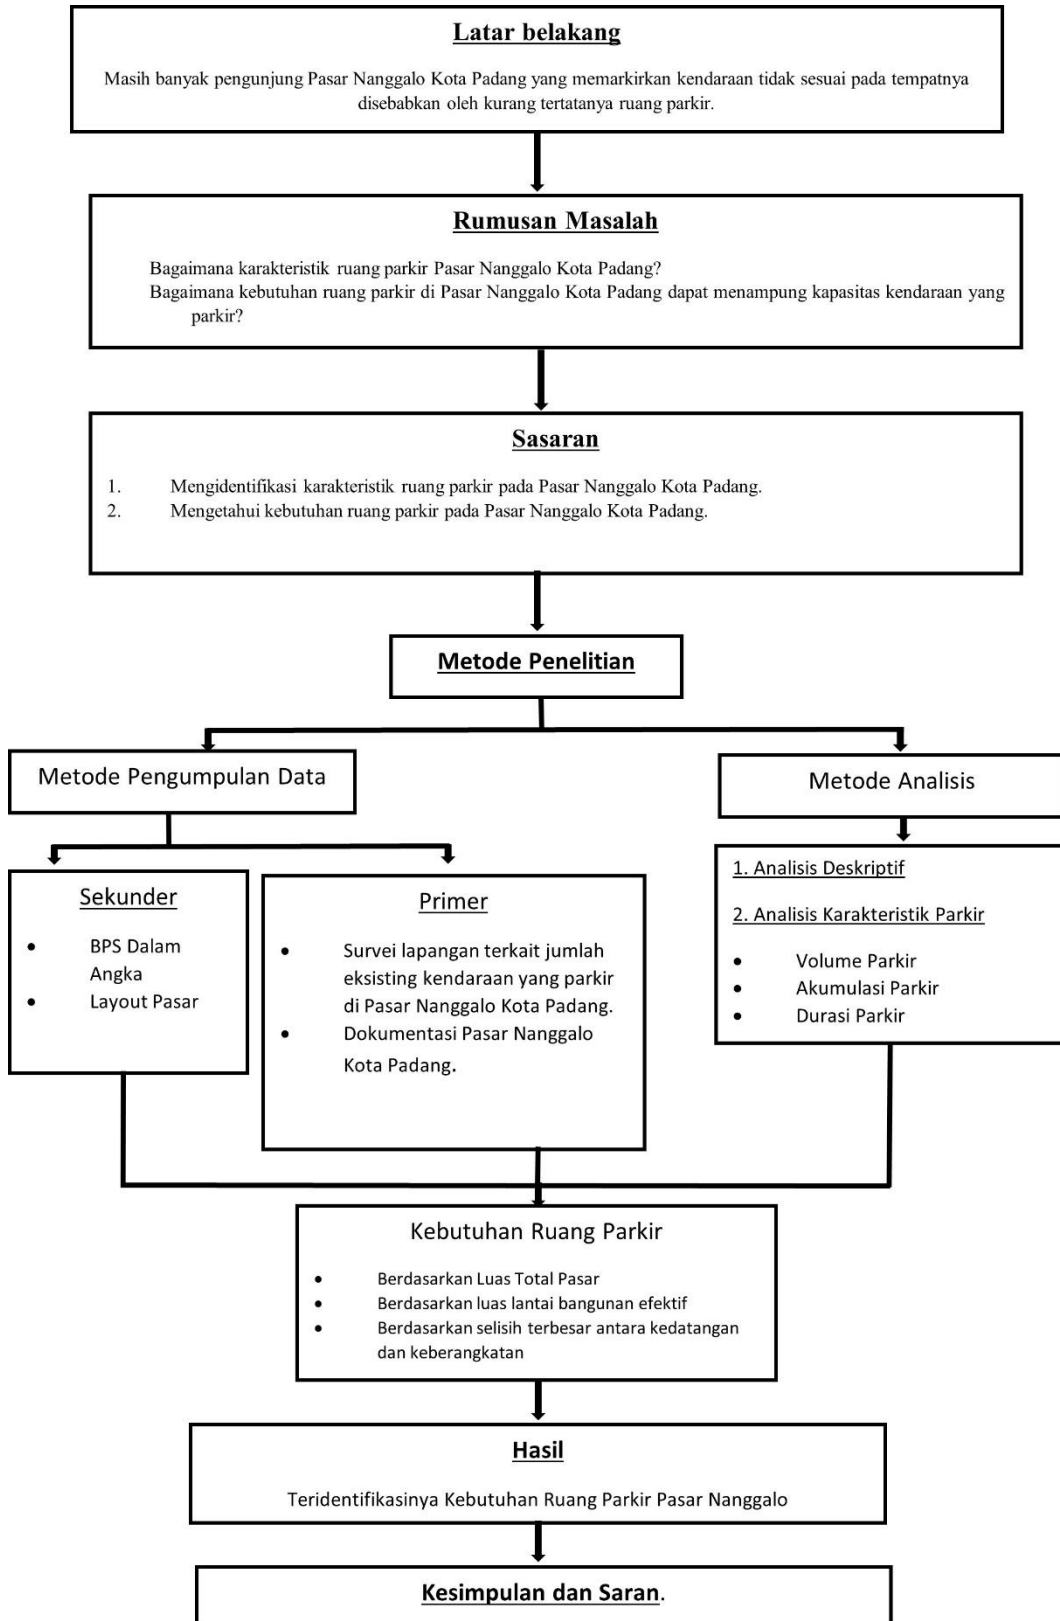 Latar belakang
Masih banyak pengunjung Pasar Nanggalo Kota Padang yang memarkirkan kendaraan tidak sesuai pada tempatnya
disebabkan oleh kurang tertatanya ruang parkir.
Rumusan Masalah
Bagaimana karakteristik ruang parkir Pasar Nanggalo Kota Padang?
Bagaimana kebutuhan ruang parkir di Pasar Nanggalo Kota Padang dapat menampung kapasitas kendaraan yang
parkir?
Sasaran
1. Mengidentifikasi karakteristik ruang parkir pada Pasar Nanggalo Kota Padang.
2. Mengetahui kebutuhan ruang parkir pada Pasar Nanggalo Kota Padang.
Metode Penelitian
Metode Pengumpulan Data
Metode Analisis
Sekunder
• BPS Dalam
Angka
• Layout Pasar
Primer
• Survei lapangan terkait jumlah
eksisting kendaraan yang parkir
di Pasar Nanggalo Kota Padang.
• Dokumentasi Pasar Nanggalo
Kota Padang.
1. Analisis Deskriptif
2. Analisis Karakteristik Parkir
• Volume Parkir
• Akumulasi Parkir
• Durasi Parkir
Kebutuhan Ruang Parkir
• Berdasarkan Luas Total Pasar
• Berdasarkan luas lantai bangunan efektif
• Berdasarkan selisih terbesar antara kedatangan
dan keberangkatan
Hasil
Teridentifikasinya Kebutuhan Ruang Parkir Pasar Nanggalo
Kesimpulan dan Saran.